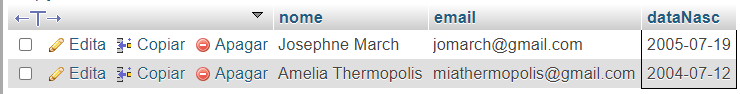 nome email dataNasc
Edita Copiar Apagar Josephne March jomarch@gmail.com 2005-07-19
Edita Copiar Apagar Amelia Thermopolis miathermopolis@gmail.com 2004-07-12